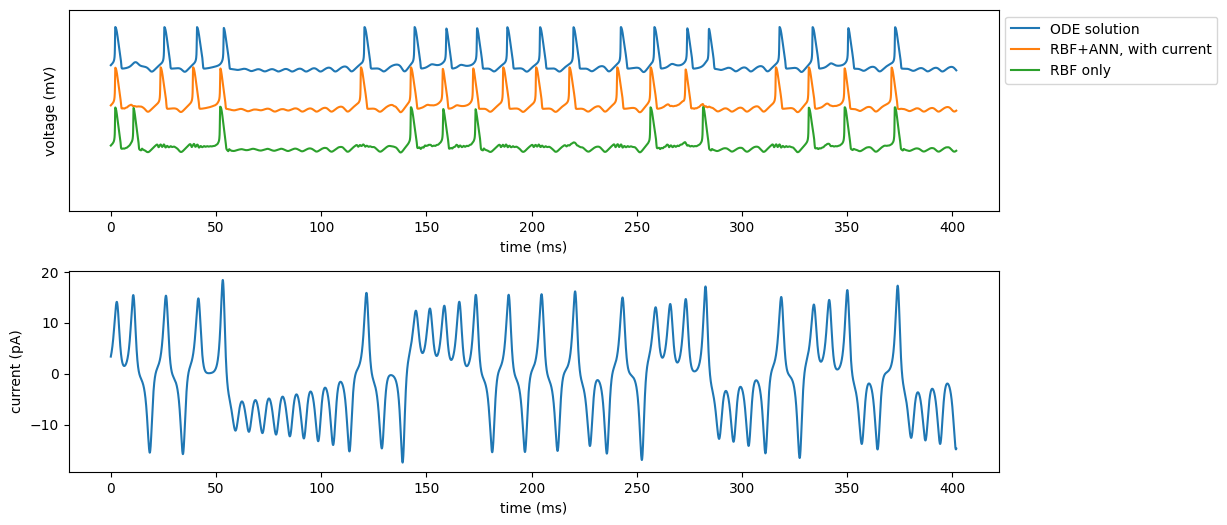 ODE solution
RBF+ANN, with current
RBF only
voltage (mV)
0 50 100 150 200 250 300 350 400
time (ms)
20
10
0
−10
current (pA)
0 50 100 150 200 250 300 350 400
time (ms)